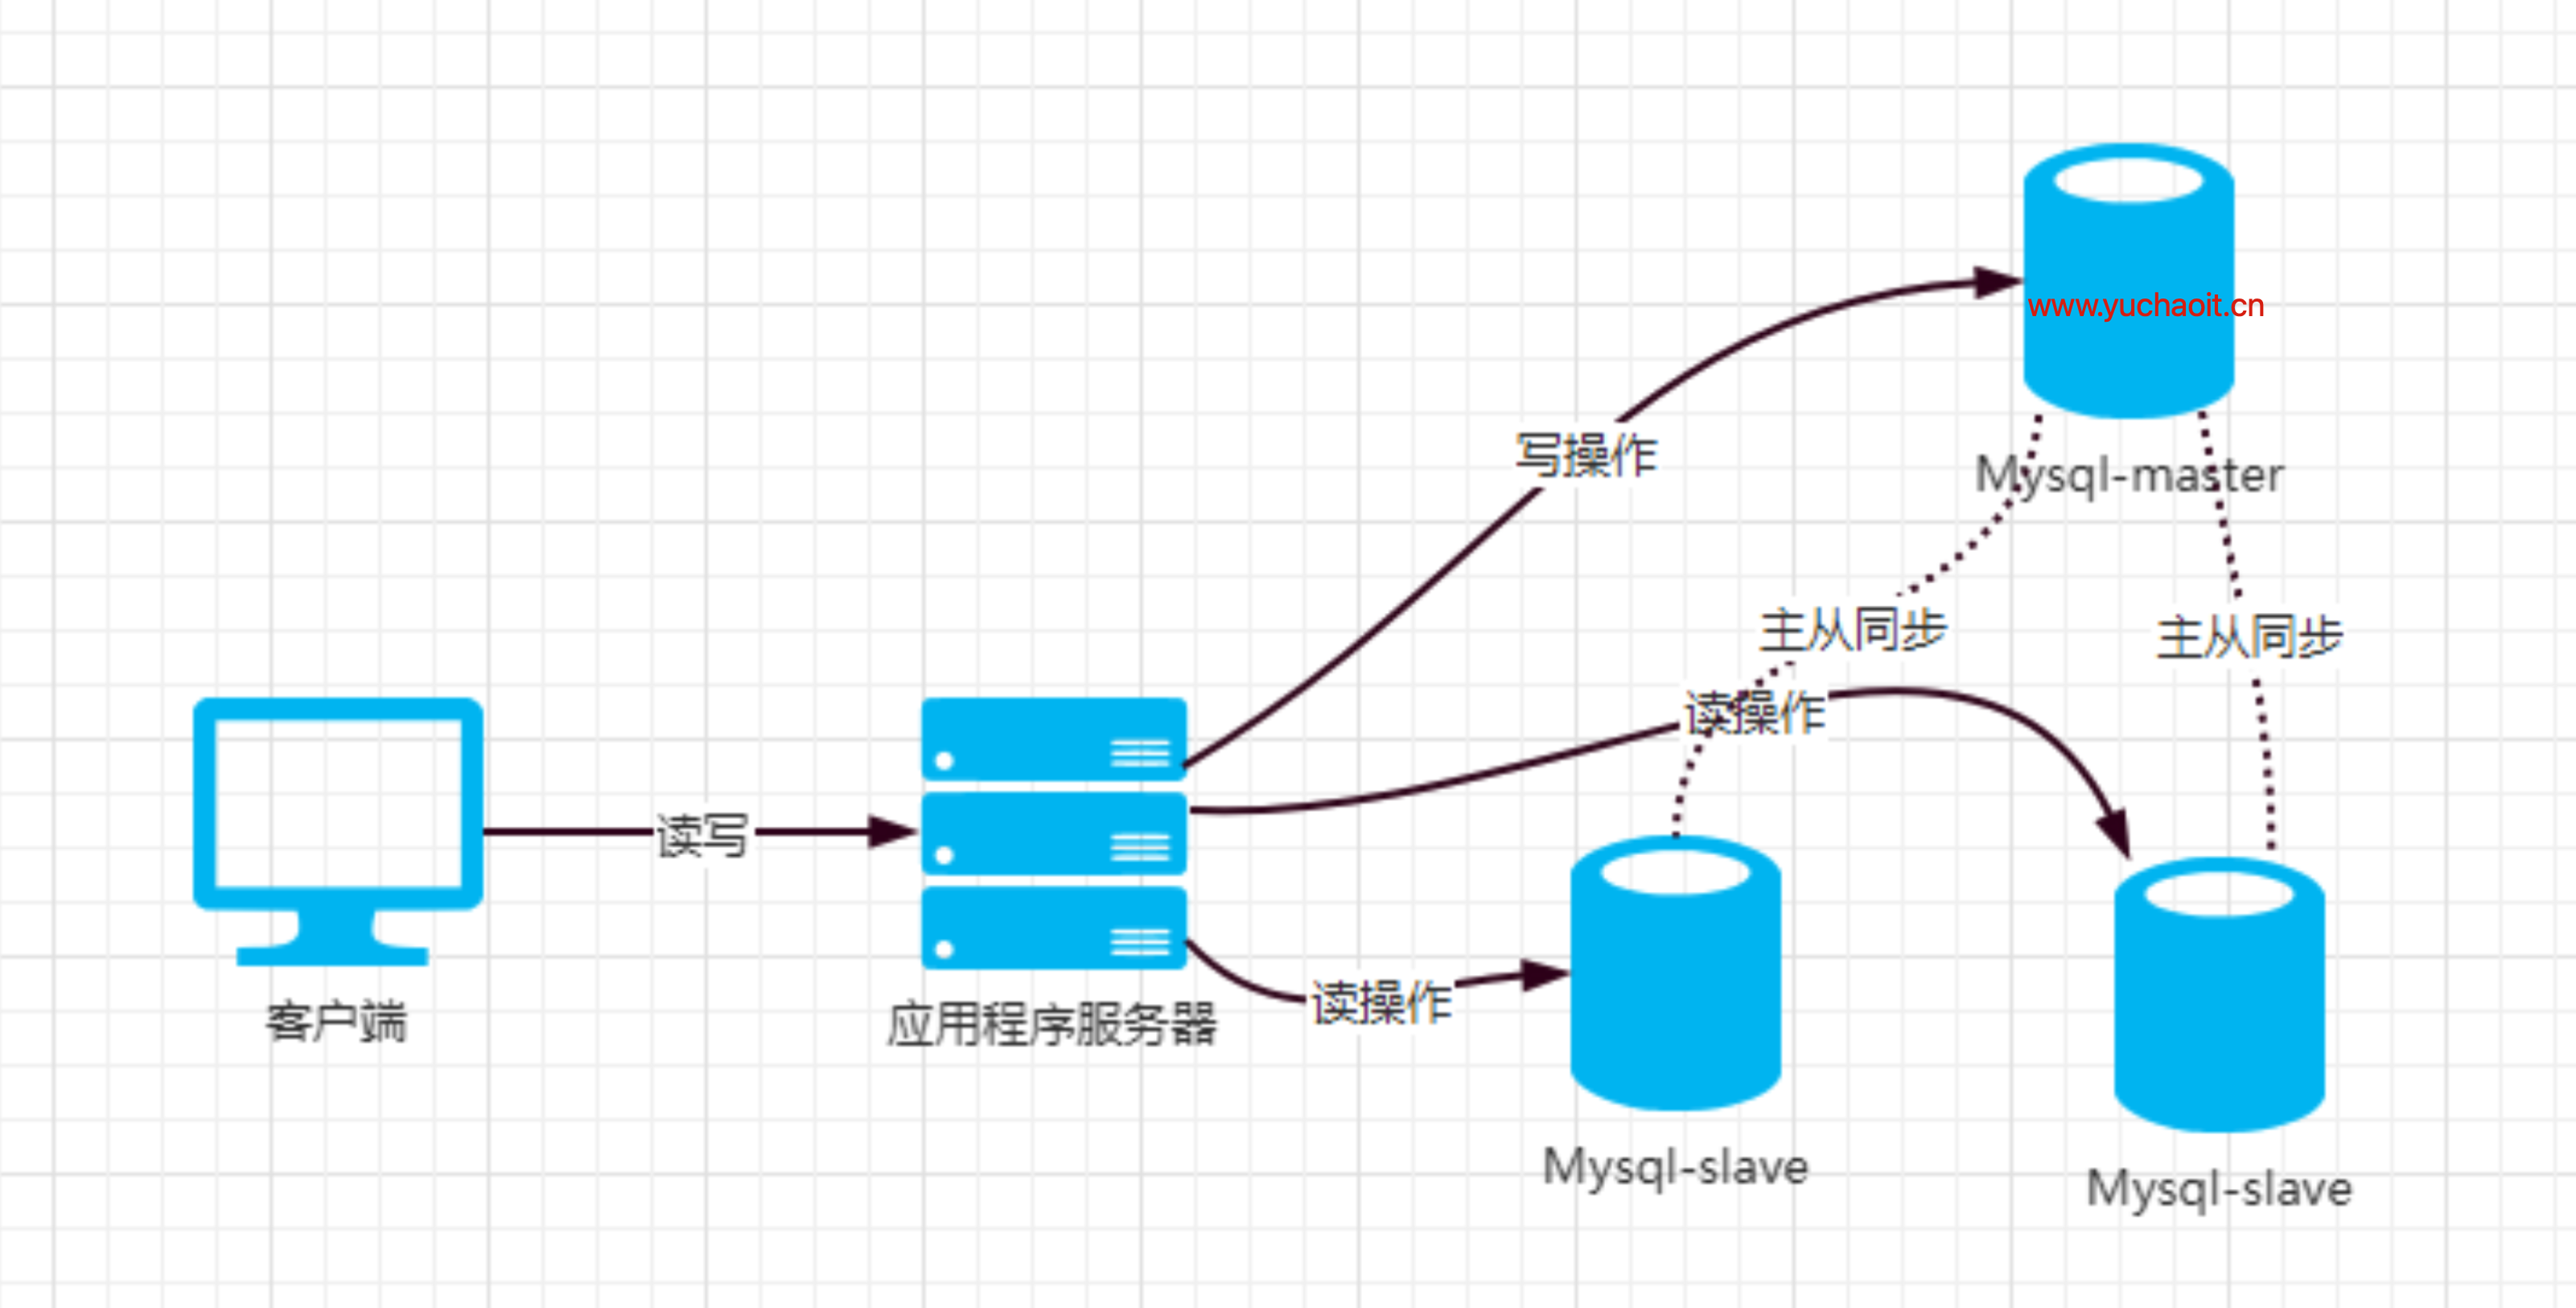 www.yuchaoit.cn
写操作
Mysql-master
主从同步
主从同步
读操作
读写
读操作
客户端
应用程序服务器
Mysql-slave
Mysql-slave